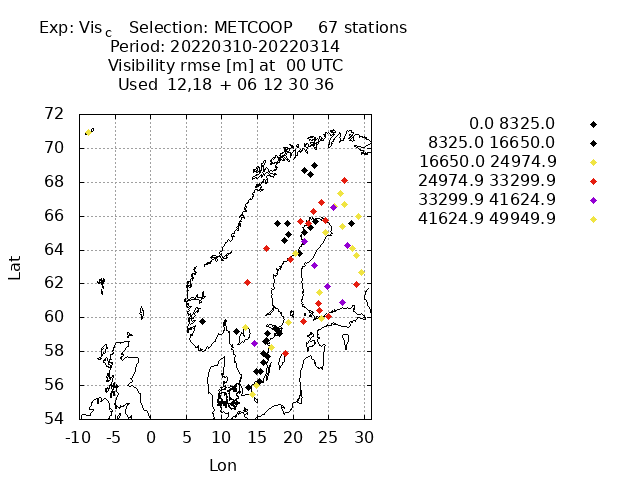 Exp: Vis c   Selection: METCOOP     67 stations
Period: 20220310-20220314
Visibility rmse [m] at  00 UTC
Used  12,18 + 06 12 30 36
0.0 8325.0
8325.0 16650.0
16650.0 24974.9
24974.9 33299.9
33299.9 41624.9
41624.9 49949.9
72
70
68
66
64
62
60
58
56
54
Lat
-10 -5 0 5 10 15 20 25 30
Lon